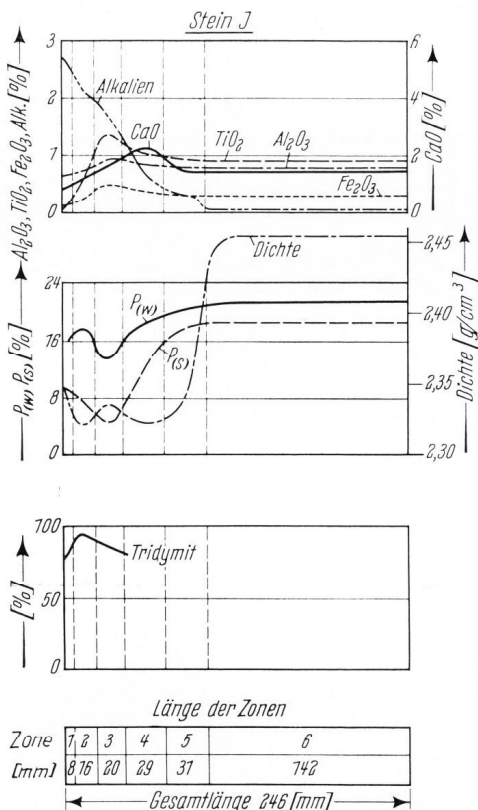 Stein J
Al₂O₃, TiO₂, Fe₂O₃, Alk. [%]
3
2
1
0
Alkalien
CaO
TiO₂
Al₂O₃
Fe₂O₃
6
4
2
0
CaO [%]
P(W) P(S) [%]
24
16
8
0
Dichte
P(W)
P(S)
2,45
2,40
2,35
2,30
Dichte [g/cm³]
[%]
100
50
0
Tridymit
Länge der Zonen
Zone 1 2 3 4 5 6
[mm] 8 16 20 29 31 142
Gesamtlänge 246 [mm]